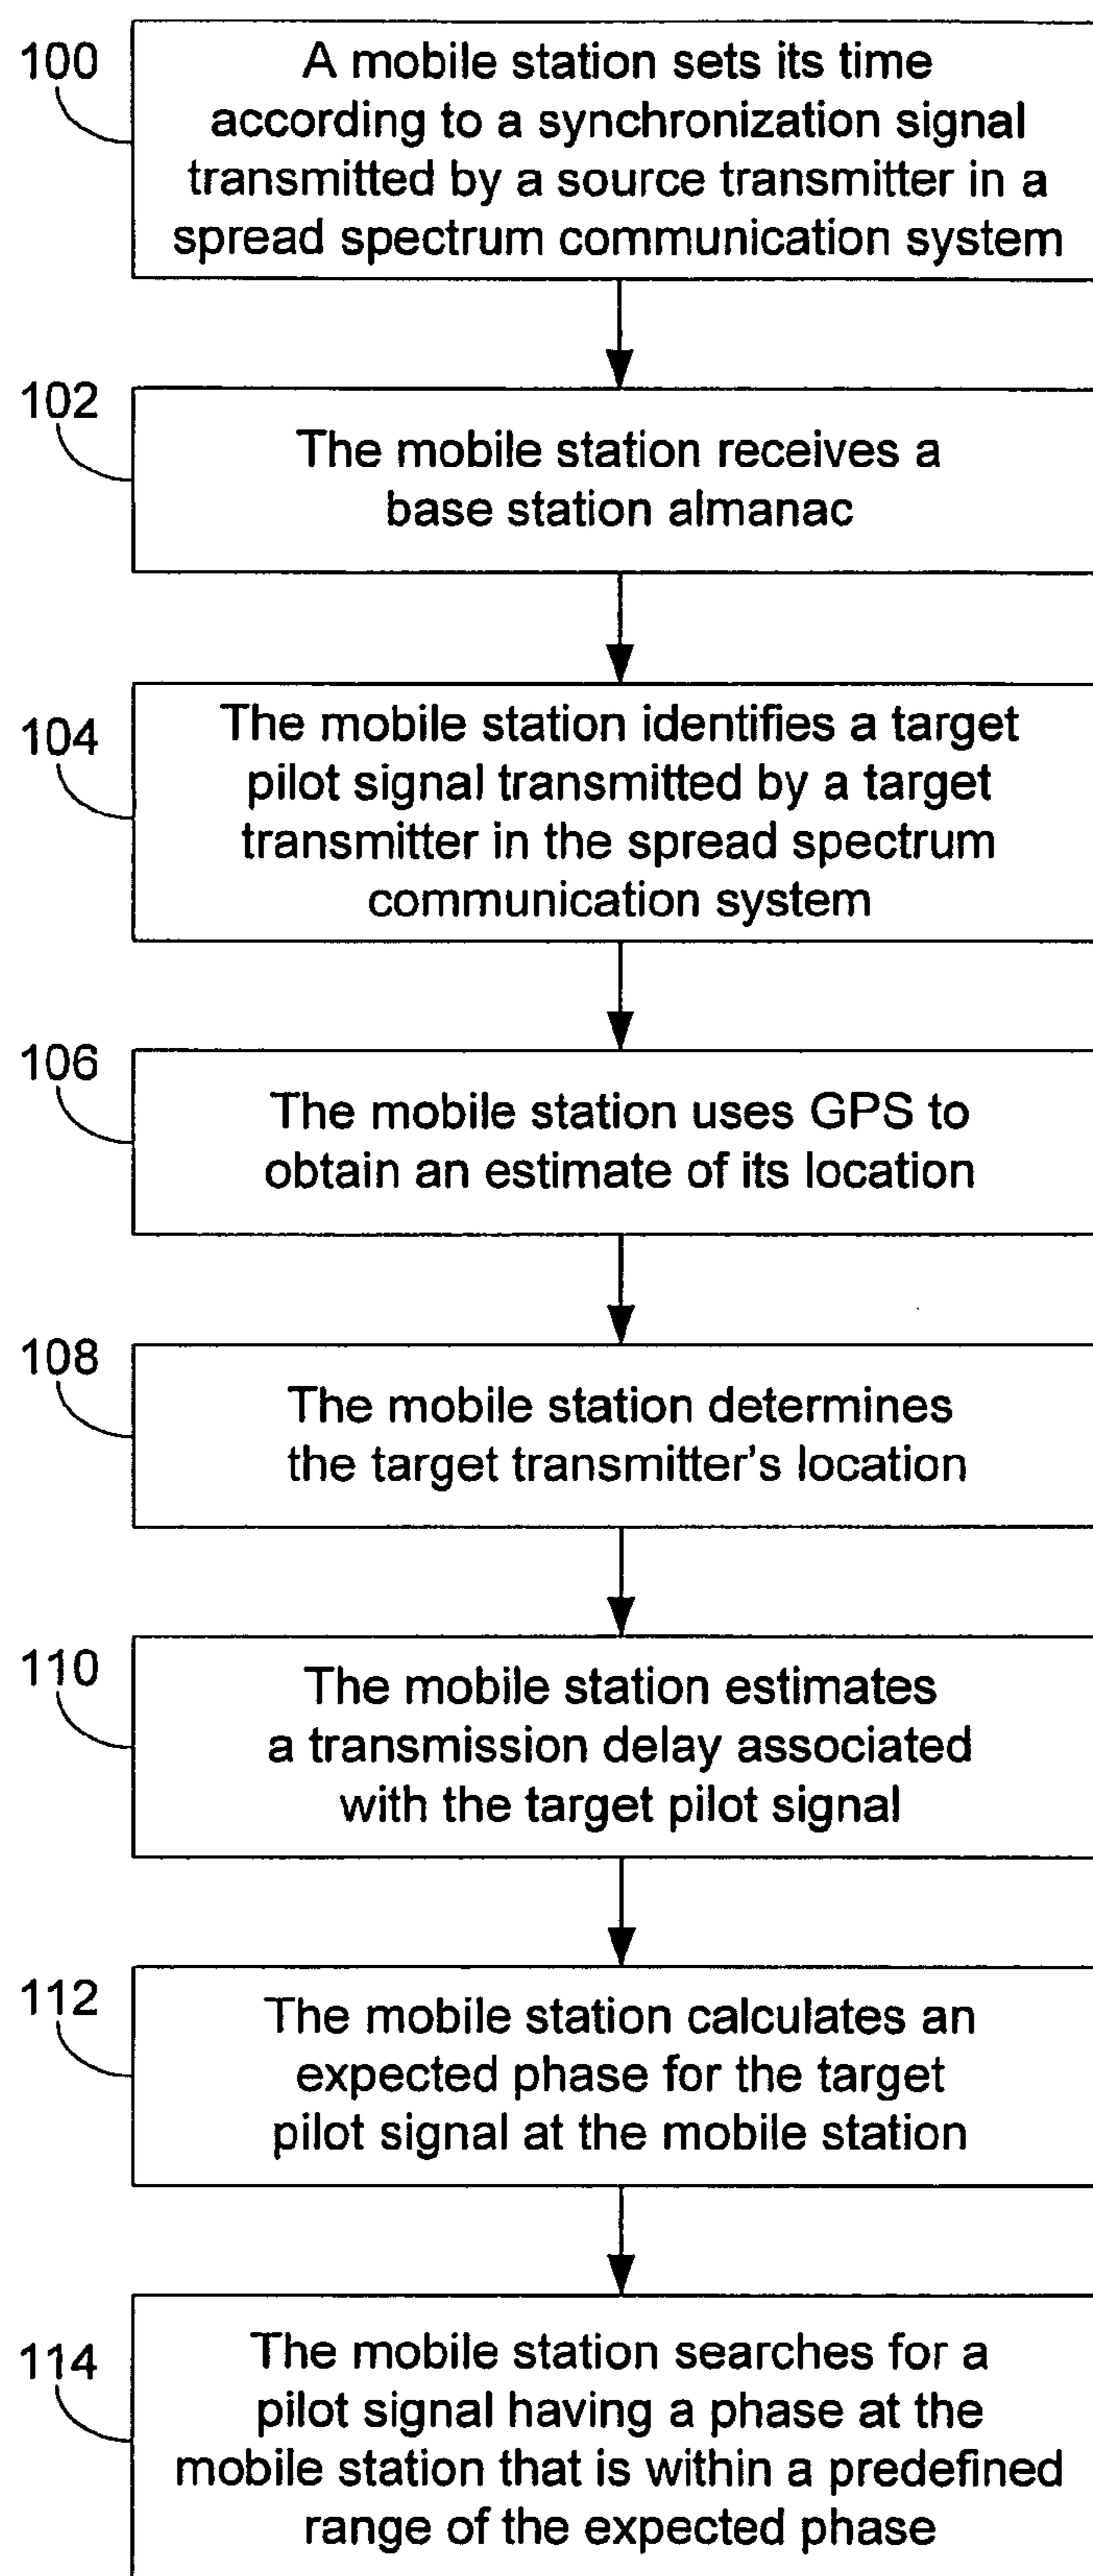 100
A mobile station sets its time
according to a synchronization signal
transmitted by a source transmitter in a
spread spectrum communication system
102
The mobile station receives a
base station almanac
104
The mobile station identifies a target
pilot signal transmitted by a target
transmitter in the spread spectrum
communication system
106
The mobile station uses GPS to
obtain an estimate of its location
108
The mobile station determines
the target transmitter's location
110
The mobile station estimates
a transmission delay associated
with the target pilot signal
112
The mobile station calculates an
expected phase for the target
pilot signal at the mobile station
114
The mobile station searches for a
pilot signal having a phase at the
mobile station that is within a predefined
range of the expected phase